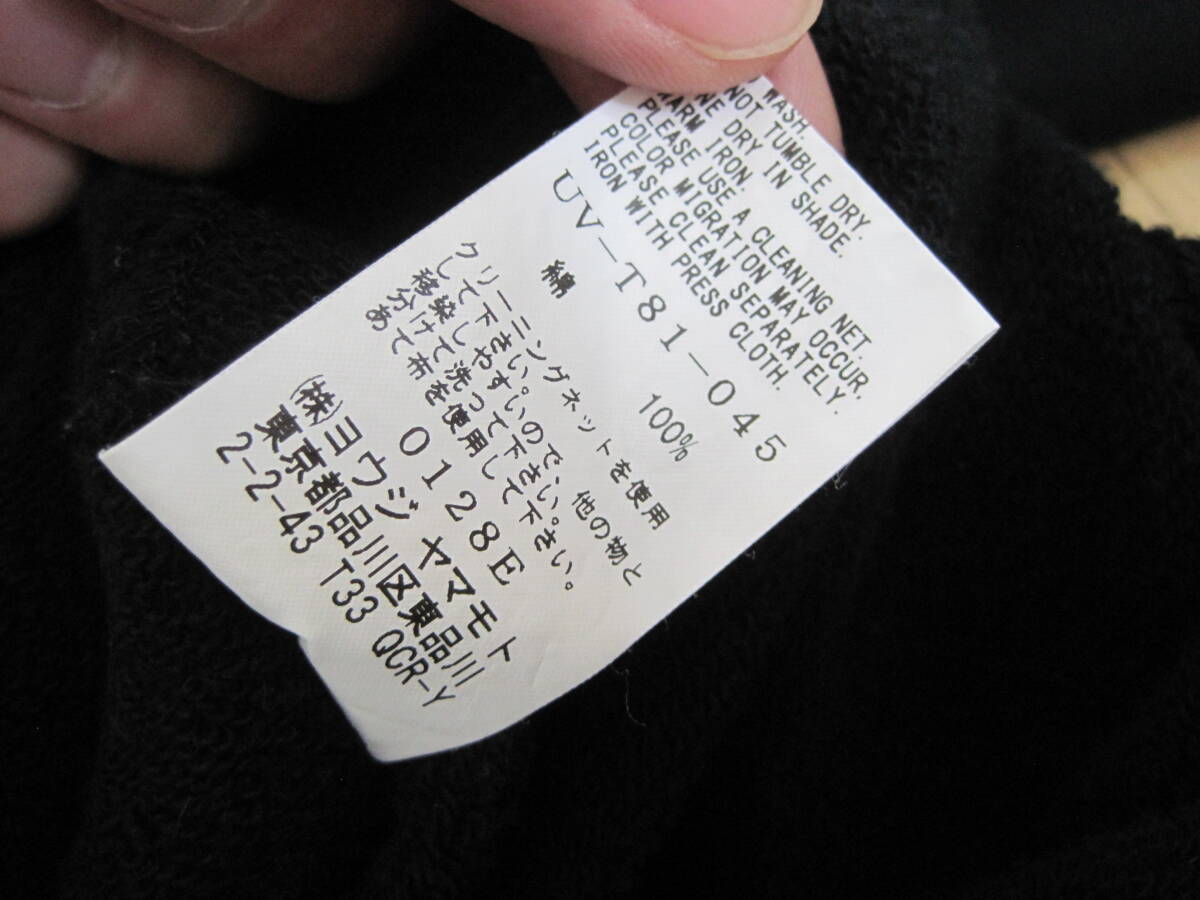 WASH.
NOT TUMBLE DRY.
NE DRY IN SHADE.
WARM IRON.
PLEASE USE A CLEANING NET.
COLOR MIGRATION MAY OCCUR.
PLEASE CLEAN SEPARATELY.
IRON WITH PRESS CLOTH.
UV-T81-045
綿 100%
クリーニングネットを使用
して下さい。 他の物と
移染しやすいので、
分けて洗って下さい。
あて布を使用して下さい。
0128E
(株)ヨウジ ヤマモト
東京都品川区東品川
2-2-43 T33 QCR-Y